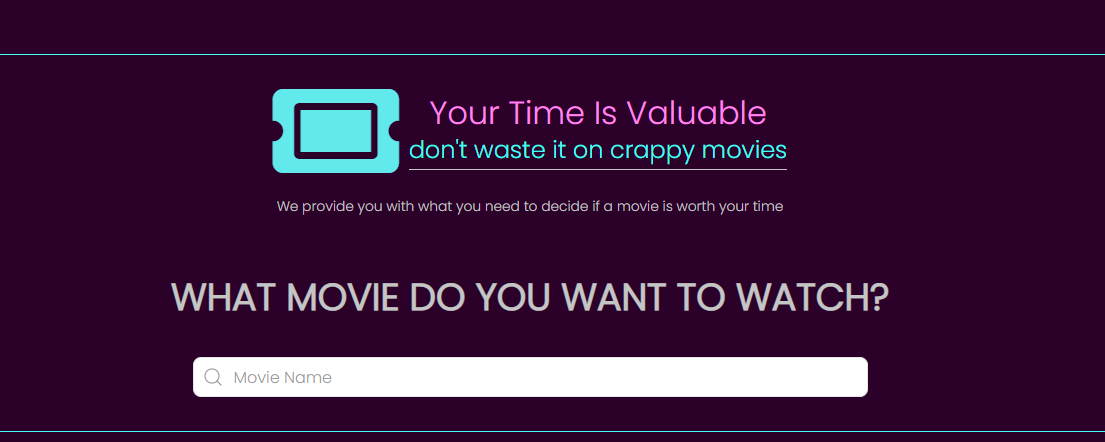 Your Time Is Valuable
don't waste it on crappy movies
We provide you with what you need to decide if a movie is worth your time
WHAT MOVIE DO YOU WANT TO WATCH?
Movie Name